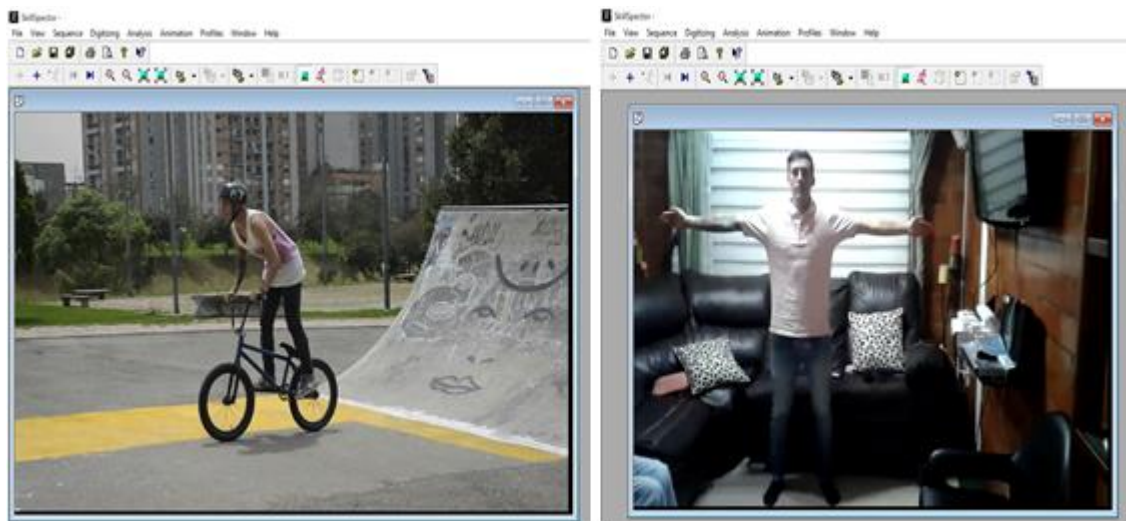 SkillSpector -
File View Sequence Digitizing Analysis Animation Profiles Window Help
SkillSpector -
File View Sequence Digitizing Analysis Animation Profiles Window Help